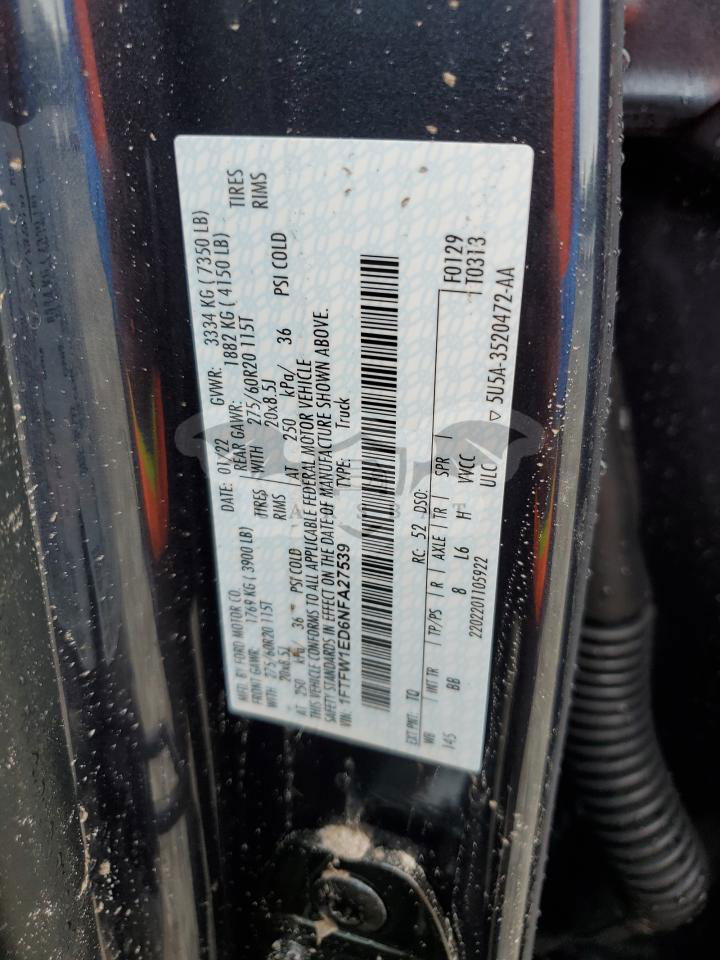 MFD. BY FORD MOTOR CO.
DATE: 01/22 GVWR: 3334 KG ( 7350 LB)
FRONT GAWR: 1769 KG (3900 LB) REAR GAWR: 1882 KG ( 4150 LB)
WITH 275/60R20 115T TIRES WITH 275/60R20 115T TIRES
20x8.5J RIMS 20x8.5J RIMS
AT 250 kPa/ 36 PSI COLD AT 250 kPa/ 36 PSI COLD
THIS VEHICLE CONFORMS TO ALL APPLICABLE FEDERAL MOTOR VEHICLE
SAFETY STANDARDS IN EFFECT ON THE DATE OF MANUFACTURE SHOWN ABOVE.
VIN: 1FTFW1ED6NFA27539 TYPE: Truck
F0129
T0313
EXT PNT: TQ RC: 52 DSO:
WB INT TR TP/PS R AXLE TR SPR
145 BB 8 L6 H VVCC
2202201105922 ULC ▽ 5U5A-3520472-AA